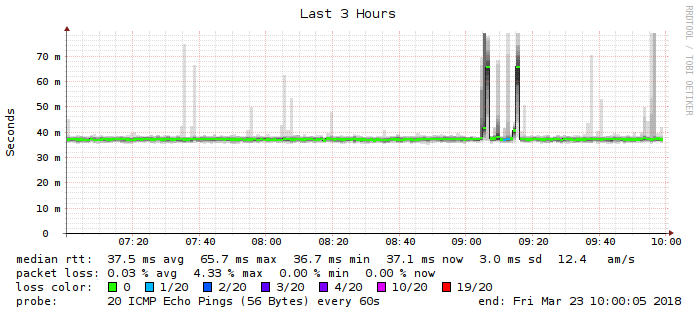 Last 3 Hours
RRDTOOL / TOBI OETIKER
Seconds
70 m
60 m
50 m
40 m
30 m
20 m
10 m
0
07:20 07:40 08:00 08:20 08:40 09:00 09:20 09:40 10:00
median rtt: 37.5 ms avg 65.7 ms max 36.7 ms min 37.1 ms now 3.0 ms sd 12.4 am/s
packet loss: 0.03 % avg 4.33 % max 0.00 % min 0.00 % now
loss color: 0 1/20 2/20 3/20 4/20 10/20 19/20
probe: 20 ICMP Echo Pings (56 Bytes) every 60s end: Fri Mar 23 10:00:05 2018